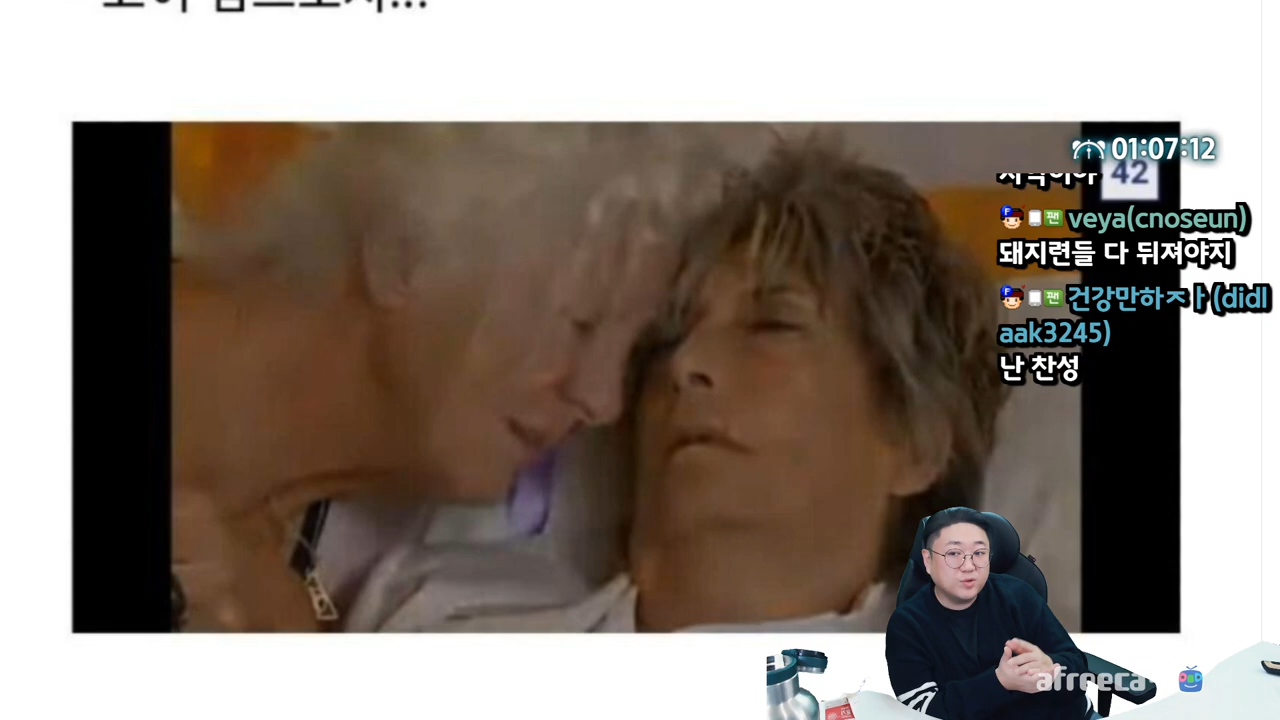 01:07:12
42
veya(cnoseun)
돼지련들 다 뒤져야지
건강만하ㅈㅏ(didl
aak3245)
난 찬성
afreeca